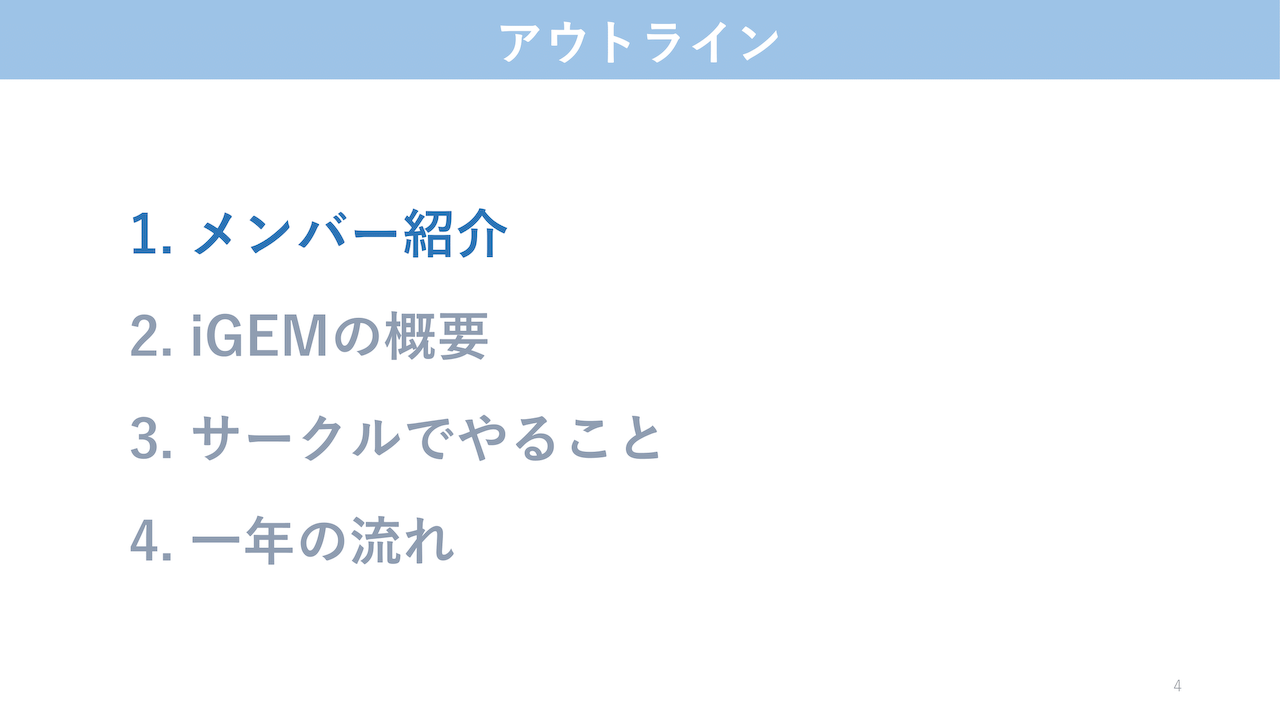 アウトライン
1. メンバー紹介
2. iGEMの概要
3. サークルでやること
4. 一年の流れ
4